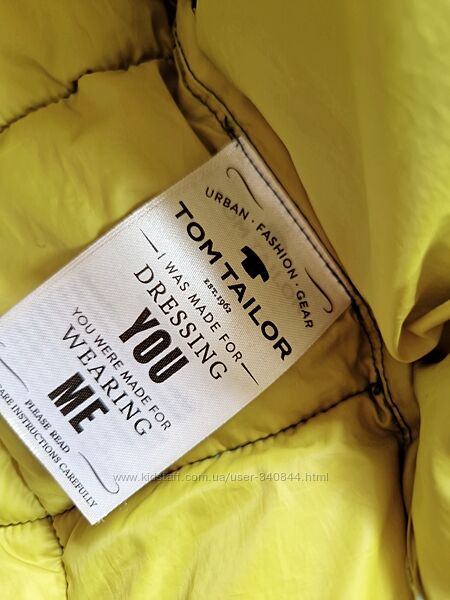 URBAN · FASHION · GEAR
TOM TAILOR
EST. 1962
I WAS MADE FOR
DRESSING
YOU
YOU WERE MADE FOR
WEARING
ME
PLEASE READ
CARE INSTRUCTIONS CAREFULLY
www.kidstaff.com.ua/user-340844.html